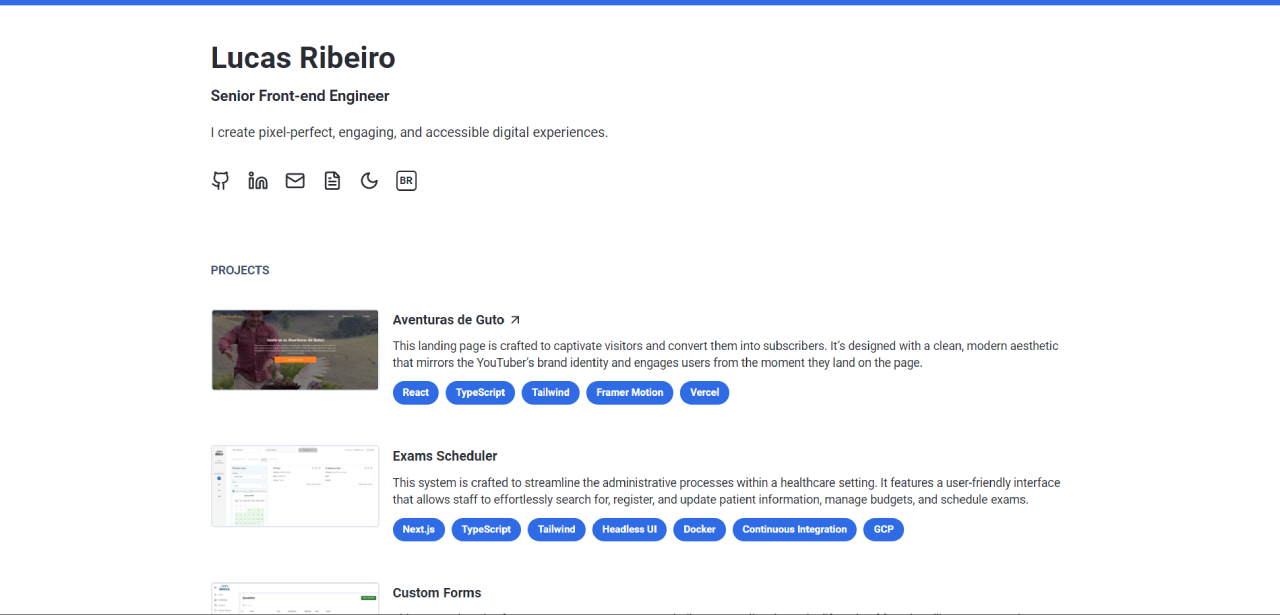 Lucas Ribeiro
Senior Front-end Engineer
I create pixel-perfect, engaging, and accessible digital experiences.
BR
PROJECTS
Aventuras de Guto
This landing page is crafted to captivate visitors and convert them into subscribers. It's designed with a clean, modern aesthetic
that mirrors the YouTuber's brand identity and engages users from the moment they land on the page.
React TypeScript Tailwind Framer Motion Vercel
Exams Scheduler
This system is crafted to streamline the administrative processes within a healthcare setting. It features a user-friendly interface
that allows staff to effortlessly search for, register, and update patient information, manage budgets, and schedule exams.
Next.js TypeScript Tailwind Headless UI Docker Continuous Integration GCP
Custom Forms